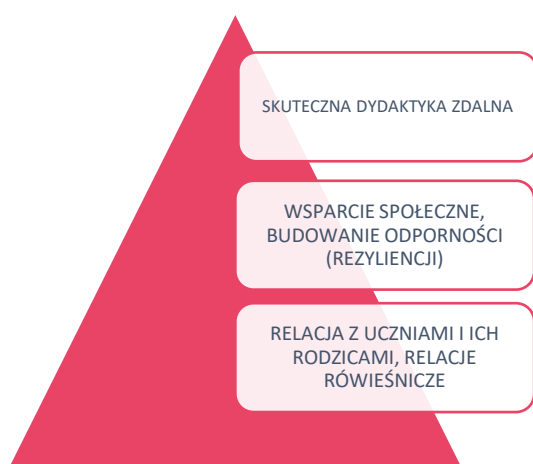 SKUTECZNA DYDAKTYKA ZDALNA
WSPARCIE SPOŁECZNE,
BUDOWANIE ODPORNOŚCI
(REZYLIENCJI)
RELACJA Z UCZNIAMI I ICH
RODZICAMI, RELACJE
RÓWIEŚNICZE